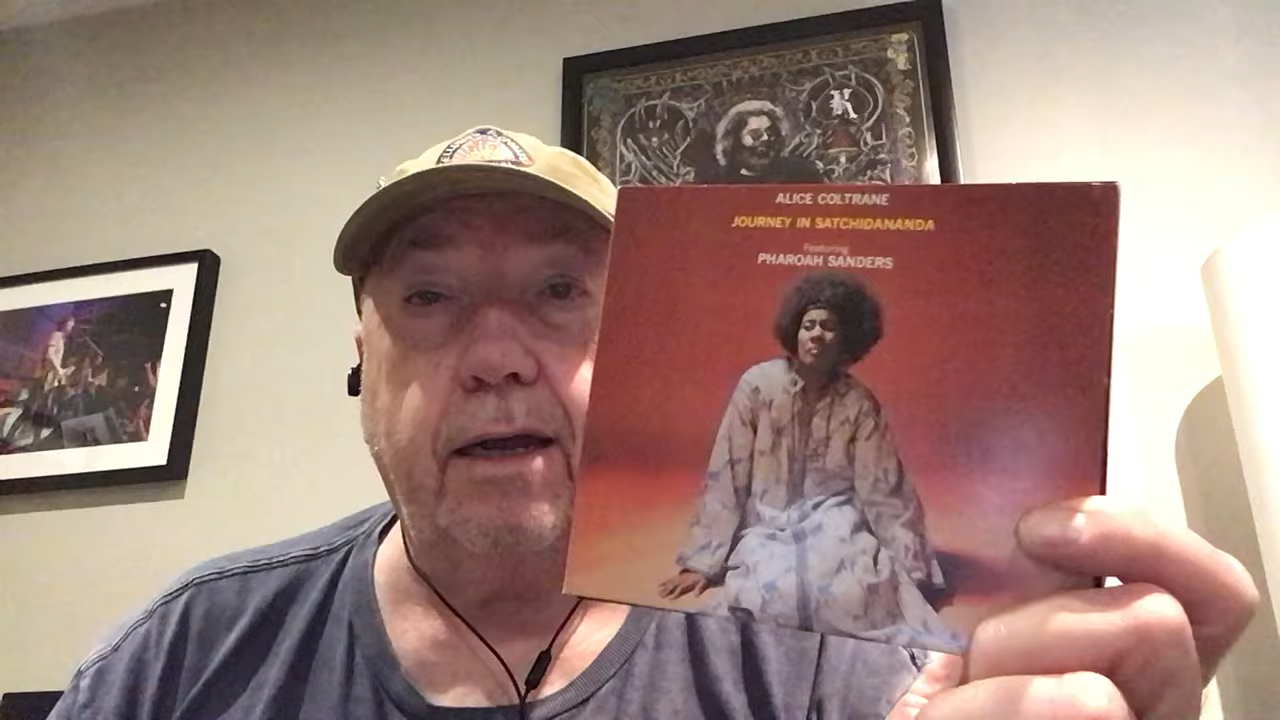 K
ALICE COLTRANE
JOURNEY IN SATCHIDANANDA
Featuring
PHAROAH SANDERS